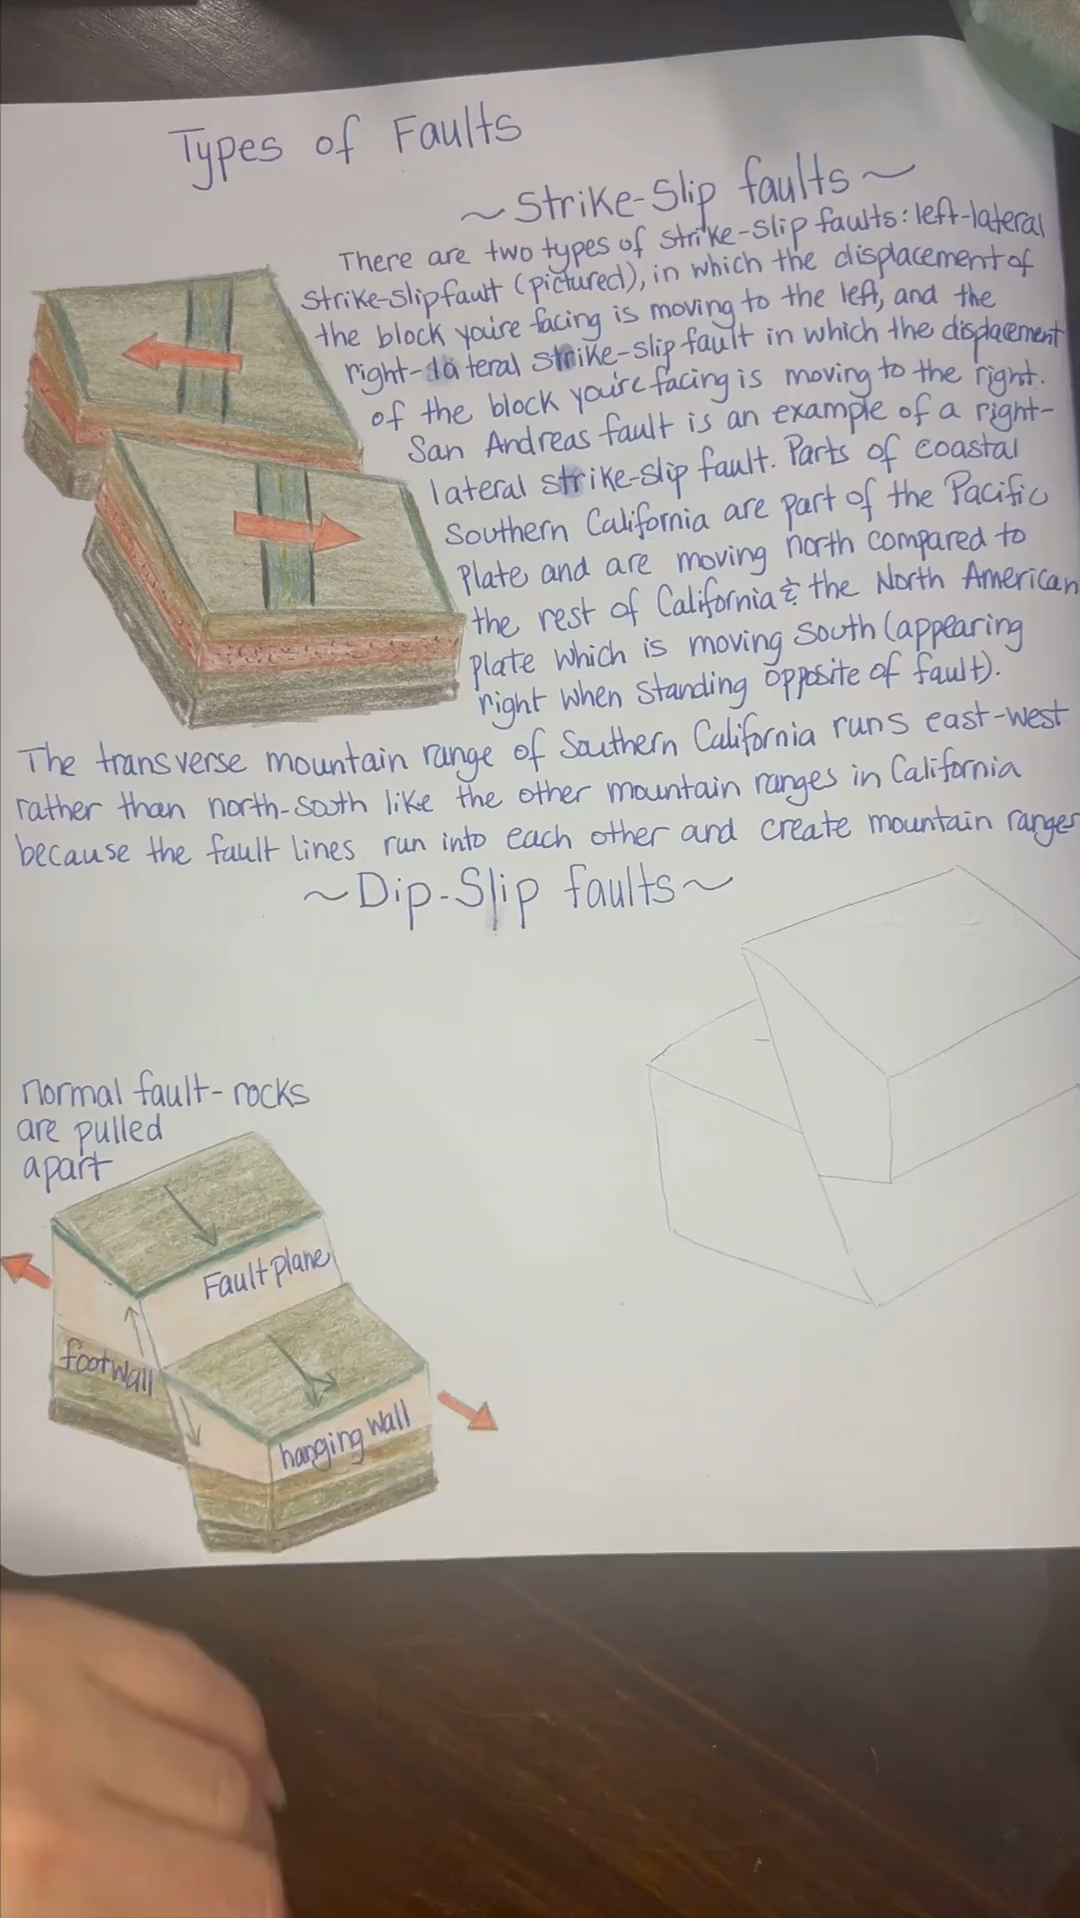 Types of Faults
~Strike-Slip faults~
There are two types of strike-slip faults: left-lateral
strike-slip fault (pictured), in which the displacement of
the block you're facing is moving to the left, and the
right-lateral strike-slip fault in which the displacement
of the block you're facing is moving to the right.
San Andreas fault is an example of a right-
lateral strike-slip fault. Parts of coastal
Southern California are part of the Pacific
Plate and are moving north compared to
the rest of California & the North American
plate which is moving south (appearing
right when standing opposite of fault).
The transverse mountain range of Southern California runs east-west
rather than north-south like the other mountain ranges in California
because the fault lines run into each other and create mountain ranges
~Dip-Slip faults~
normal fault- rocks
are pulled
apart
Fault plane
footwall
hanging wall